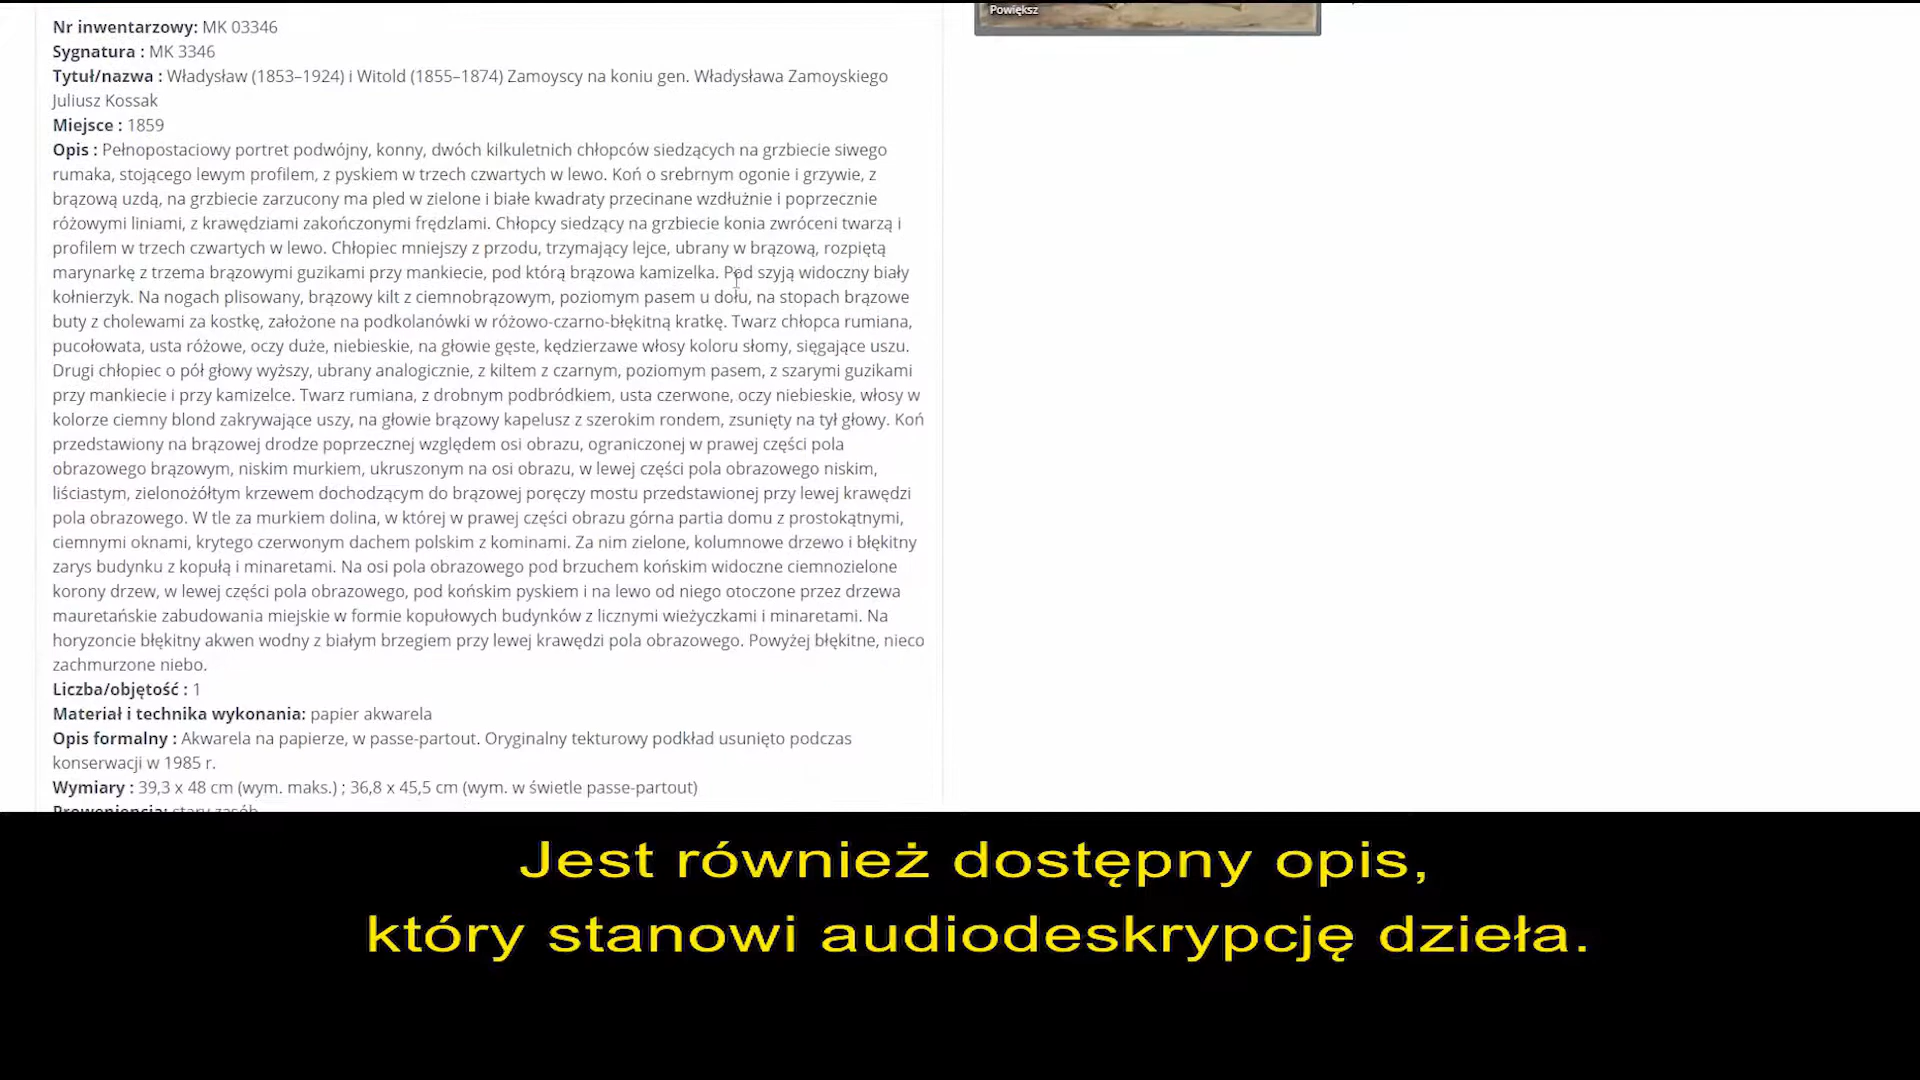 Powiększ
Nr inwentarzowy: MK 03346
Sygnatura : MK 3346
Tytuł/nazwa : Władysław (1853–1924) i Witold (1855–1874) Zamoyscy na koniu gen. Władysława Zamoyskiego
Juliusz Kossak
Miejsce : 1859
Opis : Pełnopostaciowy portret podwójny, konny, dwóch kilkuletnich chłopców siedzących na grzbiecie siwego
rumaka, stojącego lewym profilem, z pyskiem w trzech czwartych w lewo. Koń o srebrnym ogonie i grzywie, z
brązową uzdą, na grzbiecie zarzucony ma pled w zielone i białe kwadraty przecinane wzdłużnie i poprzecznie
różowymi liniami, z krawędziami zakończonymi frędzlami. Chłopcy siedzący na grzbiecie konia zwróceni twarzą i
profilem w trzech czwartych w lewo. Chłopiec mniejszy z przodu, trzymający lejce, ubrany w brązową, rozpiętą
marynarkę z trzema brązowymi guzikami przy mankiecie, pod którą brązowa kamizelka. Pod szyją widoczny biały
kołnierzyk. Na nogach plisowany, brązowy kilt z ciemnobrązowym, poziomym pasem u dołu, na stopach brązowe
buty z cholewami za kostkę, założone na podkolanówki w różowo-czarno-błękitną kratkę. Twarz chłopca rumiana,
pucołowata, usta różowe, oczy duże, niebieskie, na głowie gęste, kędzierzawe włosy koloru słomy, sięgające uszu.
Drugi chłopiec o pół głowy wyższy, ubrany analogicznie, z kiltem z czarnym, poziomym pasem, z szarymi guzikami
przy mankiecie i przy kamizelce. Twarz rumiana, z drobnym podbródkiem, usta czerwone, oczy niebieskie, włosy w
kolorze ciemny blond zakrywające uszy, na głowie brązowy kapelusz z szerokim rondem, zsunięty na tył głowy. Koń
przedstawiony na brązowej drodze poprzecznej względem osi obrazu, ograniczonej w prawej części pola
obrazowego brązowym, niskim murkiem, ukruszonym na osi obrazu, w lewej części pola obrazowego niskim,
liściastym, zielonożółtym krzewem dochodzącym do brązowej poręczy mostu przedstawionej przy lewej krawędzi
pola obrazowego. W tle za murkiem dolina, w której w prawej części obrazu górna partia domu z prostokątnymi,
ciemnymi oknami, krytego czerwonym dachem polskim z kominami. Za nim zielone, kolumnowe drzewo i błękitny
zarys budynku z kopułą i minaretami. Na osi pola obrazowego pod brzuchem końskim widoczne ciemnozielone
korony drzew, w lewej części pola obrazowego, pod końskim pyskiem i na lewo od niego otoczone przez drzewa
mauretańskie zabudowania miejskie w formie kopułowych budynków z licznymi wieżyczkami i minaretami. Na
horyzoncie błękitny akwen wodny z białym brzegiem przy lewej krawędzi pola obrazowego. Powyżej błękitne, nieco
zachmurzone niebo.
Liczba/objętość : 1
Materiał i technika wykonania: papier akwarela
Opis formalny : Akwarela na papierze, w passe-partout. Oryginalny tekturowy podkład usunięto podczas
konserwacji w 1985 r.
Wymiary : 39,3 x 48 cm (wym. maks.) ; 36,8 x 45,5 cm (wym. w świetle passe-partout)
Proweniencja: stary zasób
Jest również dostępny opis,
który stanowi audiodeskrypcję dzieła.